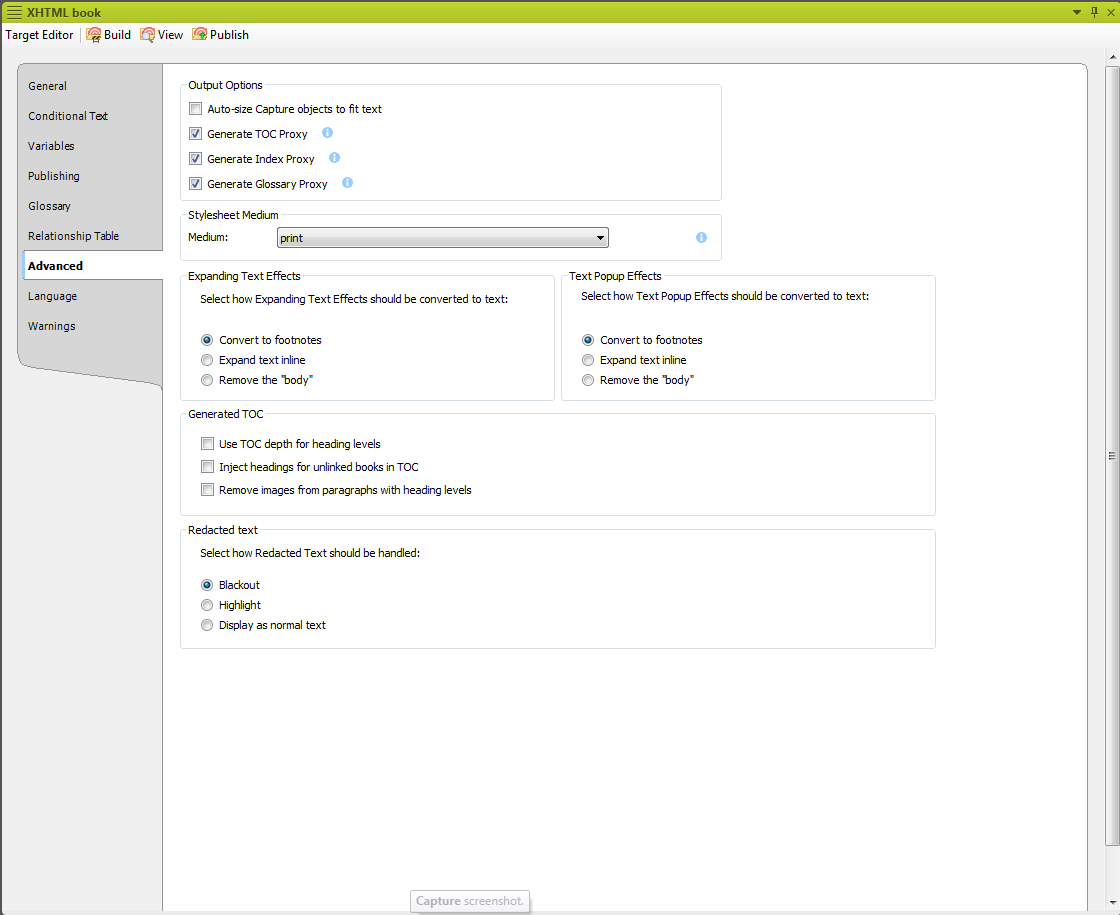 XHTML book
Target Editor Build View Publish
General
Conditional Text
Variables
Publishing
Glossary
Relationship Table
Advanced
Language
Warnings
Output Options
Auto-size Capture objects to fit text
Generate TOC Proxy
Generate Index Proxy
Generate Glossary Proxy
Stylesheet Medium
Medium: print
Expanding Text Effects
Select how Expanding Text Effects should be converted to text:
Convert to footnotes
Expand text inline
Remove the "body"
Text Popup Effects
Select how Text Popup Effects should be converted to text:
Convert to footnotes
Expand text inline
Remove the "body"
Generated TOC
Use TOC depth for heading levels
Inject headings for unlinked books in TOC
Remove images from paragraphs with heading levels
Redacted text
Select how Redacted Text should be handled:
Blackout
Highlight
Display as normal text
Capture screenshot.